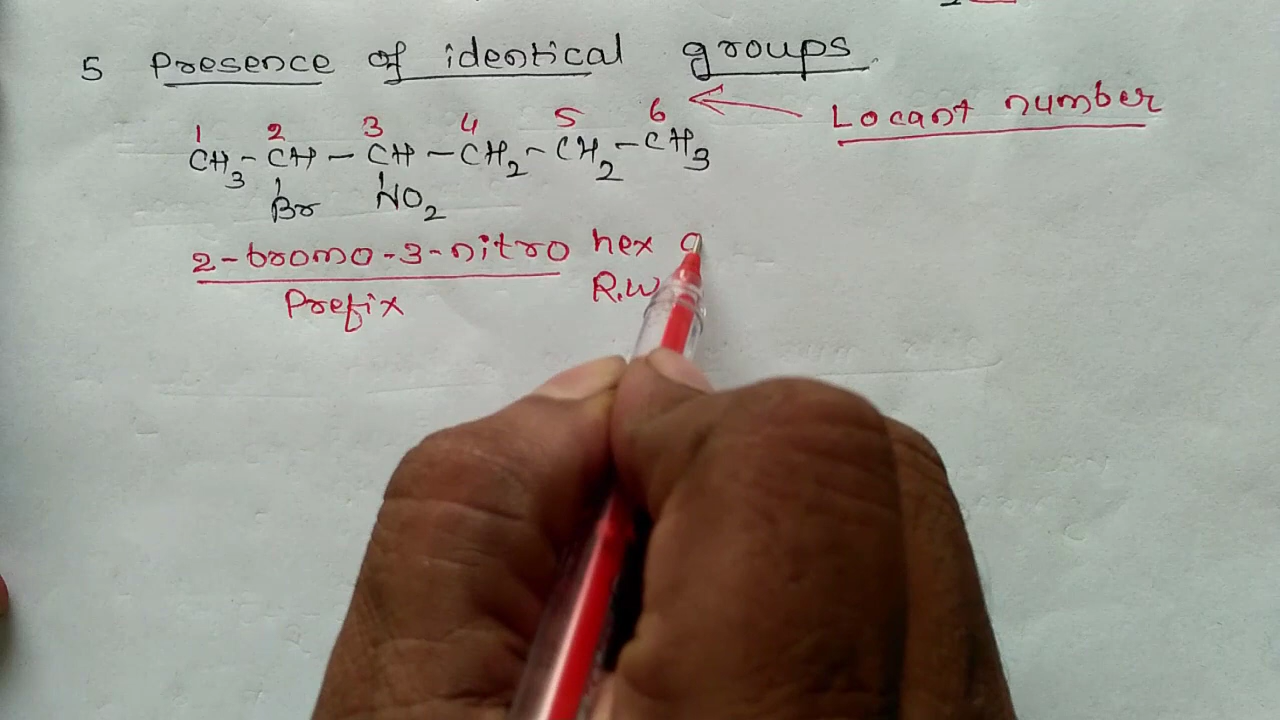 5 Presence of identical groups.
Locant number
1 2 3 4 5 6
CH3-CH-CH-CH2-CH2-CH3
Br NO2
2-bromo-3-nitro hex
Prefix R.W